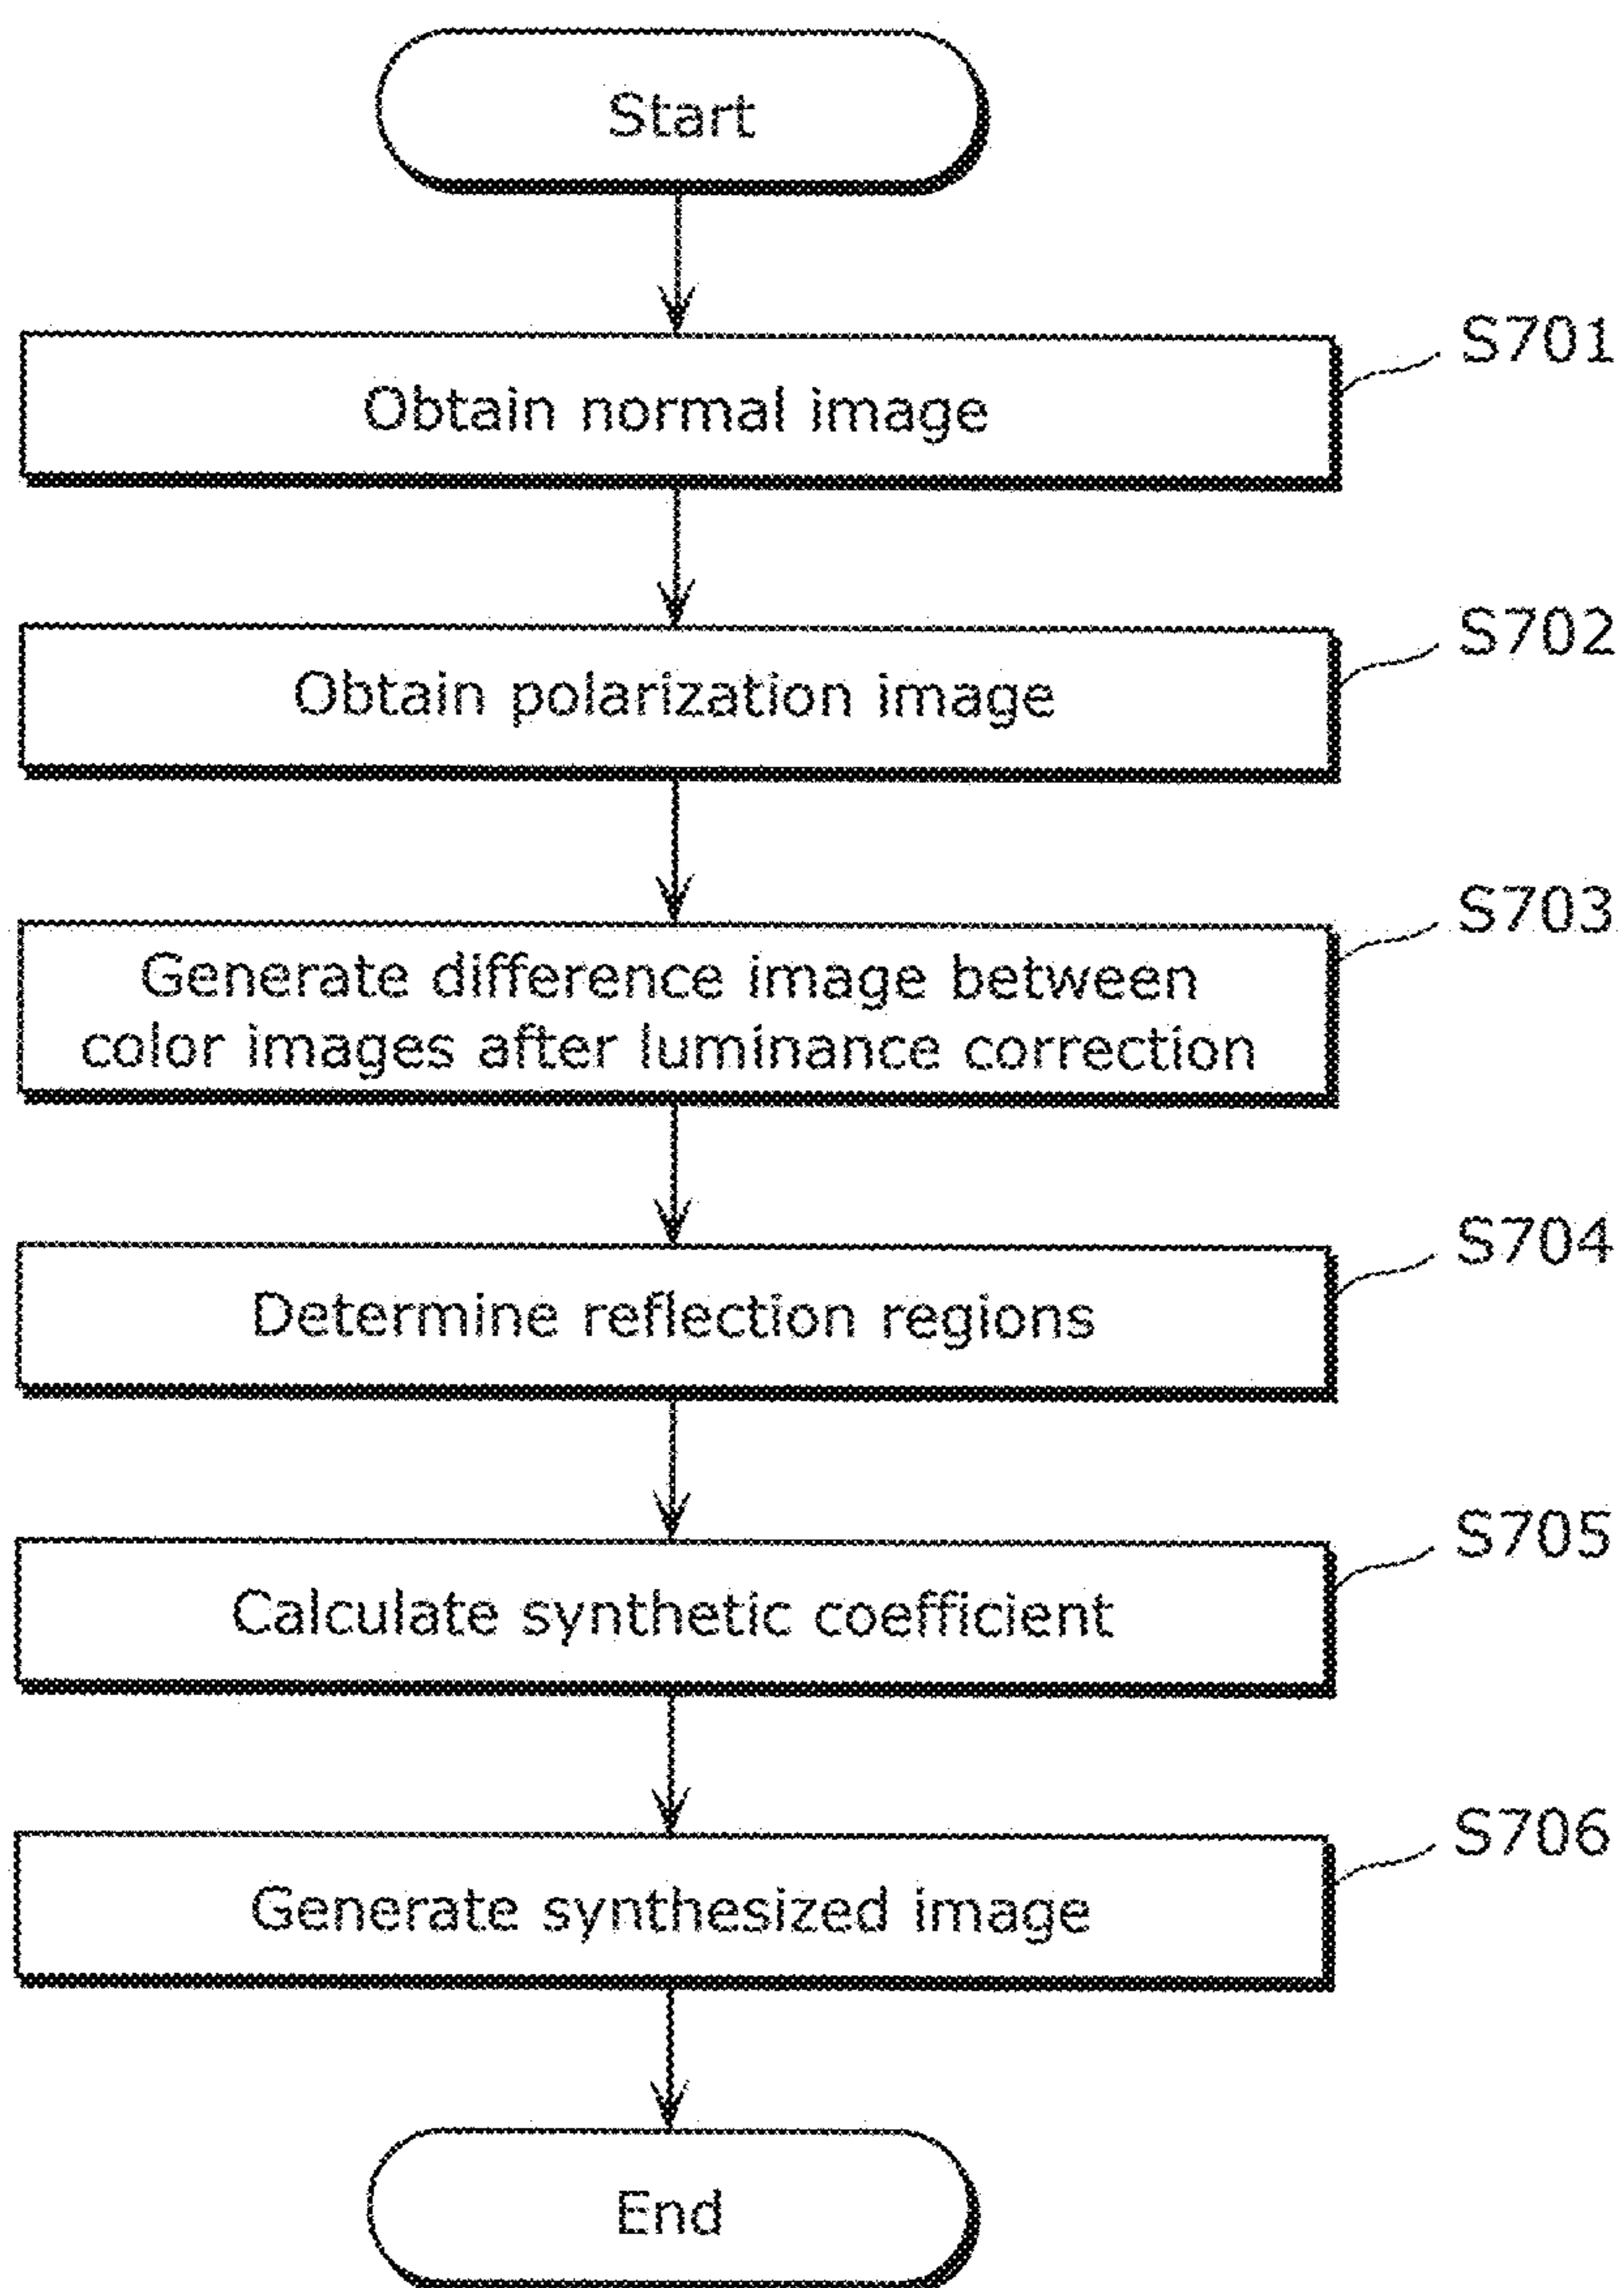 Start
S701
Obtain normal image
S702
Obtain polarization image
S703
Generate difference image between
color images after luminance correction
S704
Determine reflection regions
S705
Calculate synthetic coefficient
S706
Generate synthesized image
End